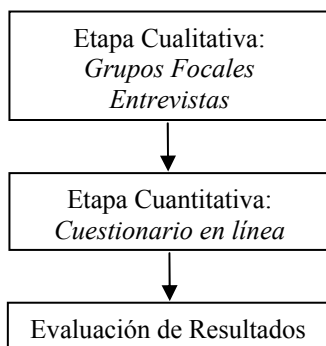 Etapa Cualitativa:
Grupos Focales
Entrevistas
Etapa Cuantitativa:
Cuestionario en línea
Evaluación de Resultados